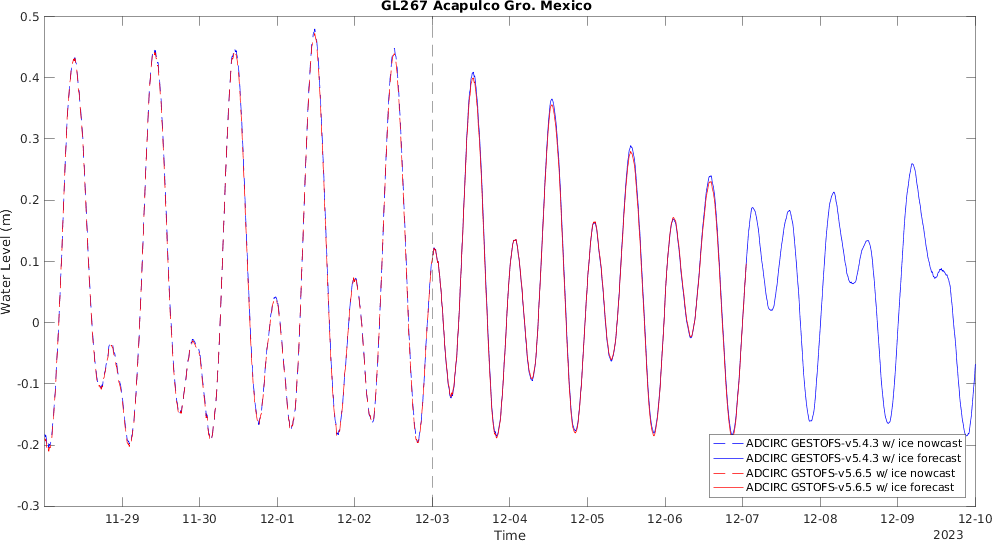 GL267 Acapulco Gro. Mexico
Water Level (m)
0.5
0.4
0.3
0.2
0.1
0
-0.1
-0.2
-0.3
ADCIRC GESTOFS-v5.4.3 w/ ice nowcast
ADCIRC GESTOFS-v5.4.3 w/ ice forecast
ADCIRC GSTOFS-v5.6.5 w/ ice nowcast
ADCIRC GSTOFS-v5.6.5 w/ ice forecast
11-29 11-30 12-01 12-02 12-03 12-04 12-05 12-06 12-07 12-08 12-09 12-10
Time
2023